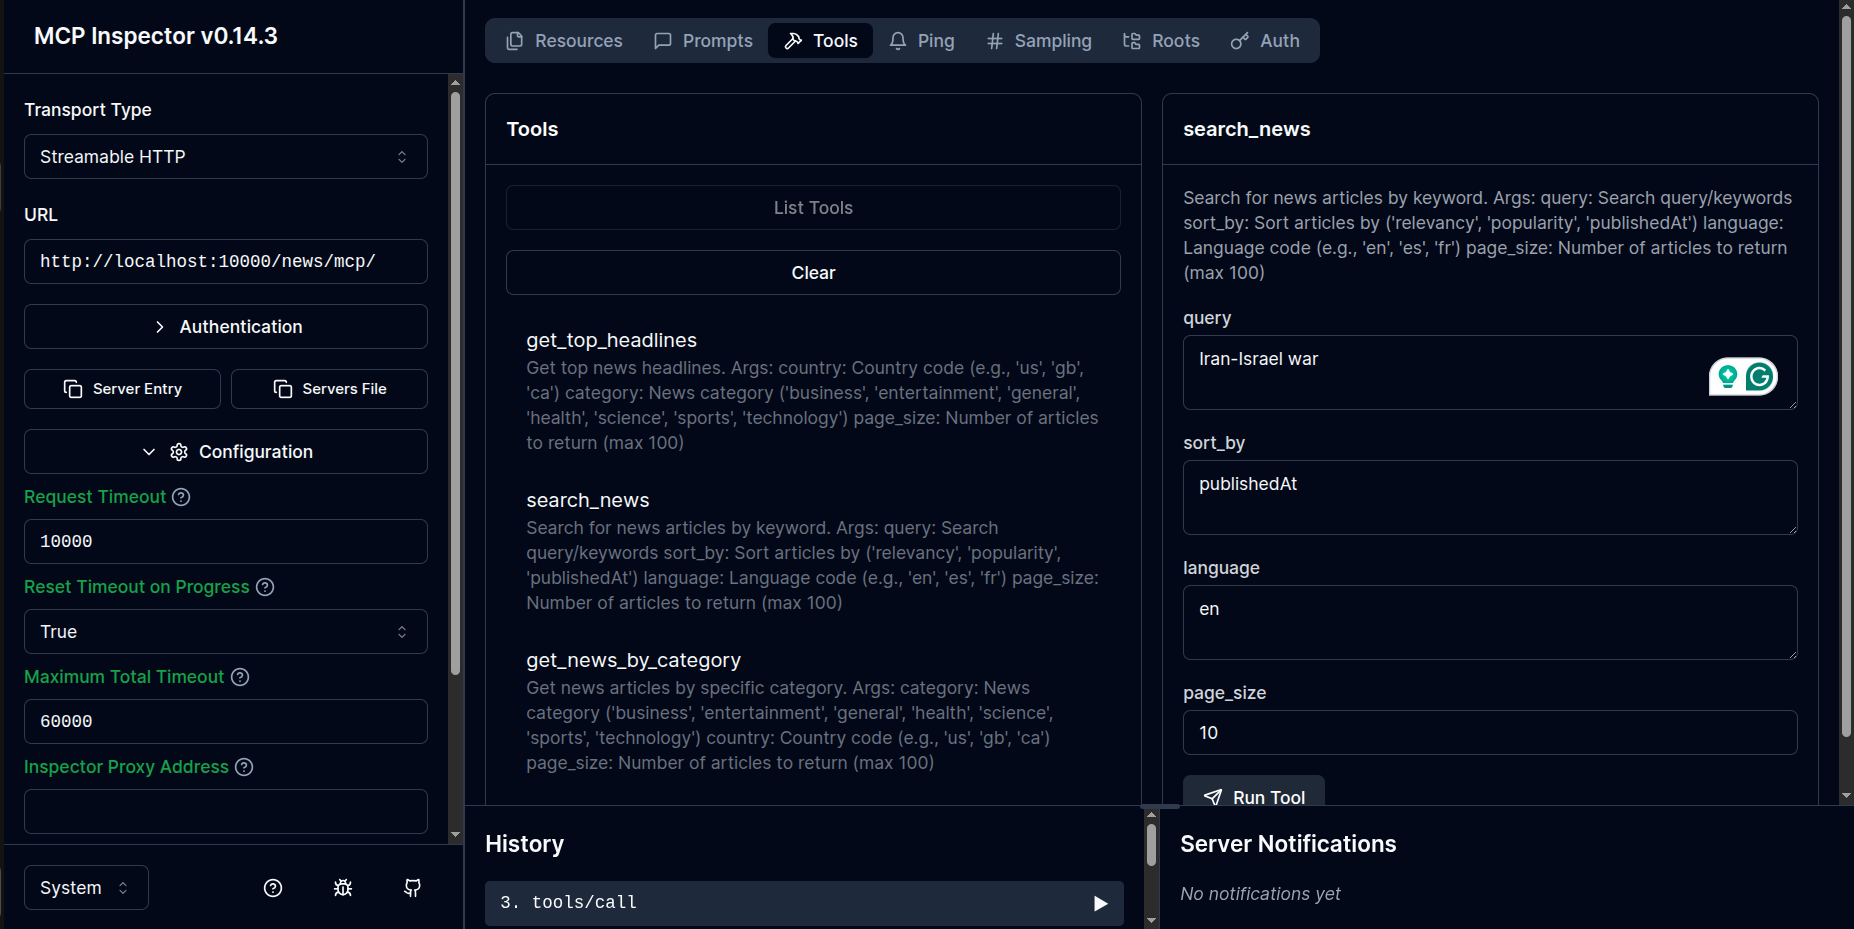 MCP Inspector v0.14.3
Transport Type
Streamable HTTP
URL
http://localhost:10000/news/mcp/
Authentication
Server Entry
Servers File
Configuration
Request Timeout
10000
Reset Timeout on Progress
True
Maximum Total Timeout
60000
Inspector Proxy Address
System
Resources
Prompts
Tools
Ping
Sampling
Roots
Auth
Tools
List Tools
Clear
get_top_headlines
Get top news headlines. Args: country: Country code (e.g., 'us', 'gb',
'ca') category: News category ('business', 'entertainment', 'general',
'health', 'science', 'sports', 'technology') page_size: Number of articles
to return (max 100)
search_news
Search for news articles by keyword. Args: query: Search
query/keywords sort_by: Sort articles by ('relevancy', 'popularity',
'publishedAt') language: Language code (e.g., 'en', 'es', 'fr') page_size:
Number of articles to return (max 100)
get_news_by_category
Get news articles by specific category. Args: category: News
category ('business', 'entertainment', 'general', 'health', 'science',
'sports', 'technology') country: Country code (e.g., 'us', 'gb', 'ca')
page_size: Number of articles to return (max 100)
search_news
Search for news articles by keyword. Args: query: Search query/keywords
sort_by: Sort articles by ('relevancy', 'popularity', 'publishedAt') language:
Language code (e.g., 'en', 'es', 'fr') page_size: Number of articles to return
(max 100)
query
Iran-Israel war
sort_by
publishedAt
language
en
page_size
10
Run Tool
History
3. tools/call
Server Notifications
No notifications yet